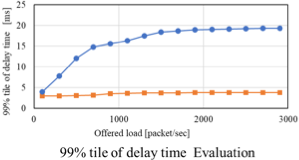 99% tile of delay time [ms]
25
20
15
10
5
0
0 1000 2000 3000
Offered load [packet/sec]
99% tile of delay time Evaluation